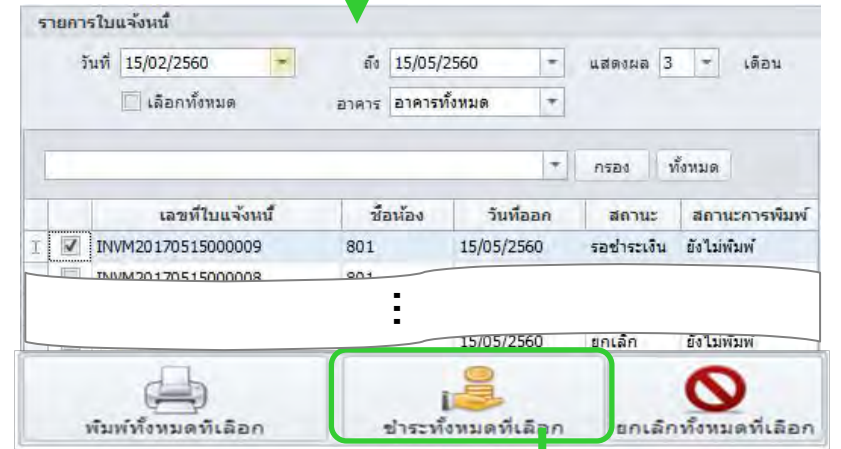 รายการใบแจ้งหนี้
วันที่ 15/02/2560 ถึง 15/05/2560 แสดงผล 3 เดือน
เลือกทั้งหมด อาคาร อาคารทั้งหมด
กรอง ทั้งหมด
เลขที่ใบแจ้งหนี้ ชื่อห้อง วันที่ออก สถานะ สถานะการพิมพ์
INVM20170515000009 801 15/05/2560 รอชำระเงิน ยังไม่พิมพ์
INVM20170515000008 801
15/05/2560 ยกเลิก ยังไม่พิมพ์
พิมพ์ทั้งหมดที่เลือก ชำระทั้งหมดที่เลือก ยกเลิกทั้งหมดที่เลือก